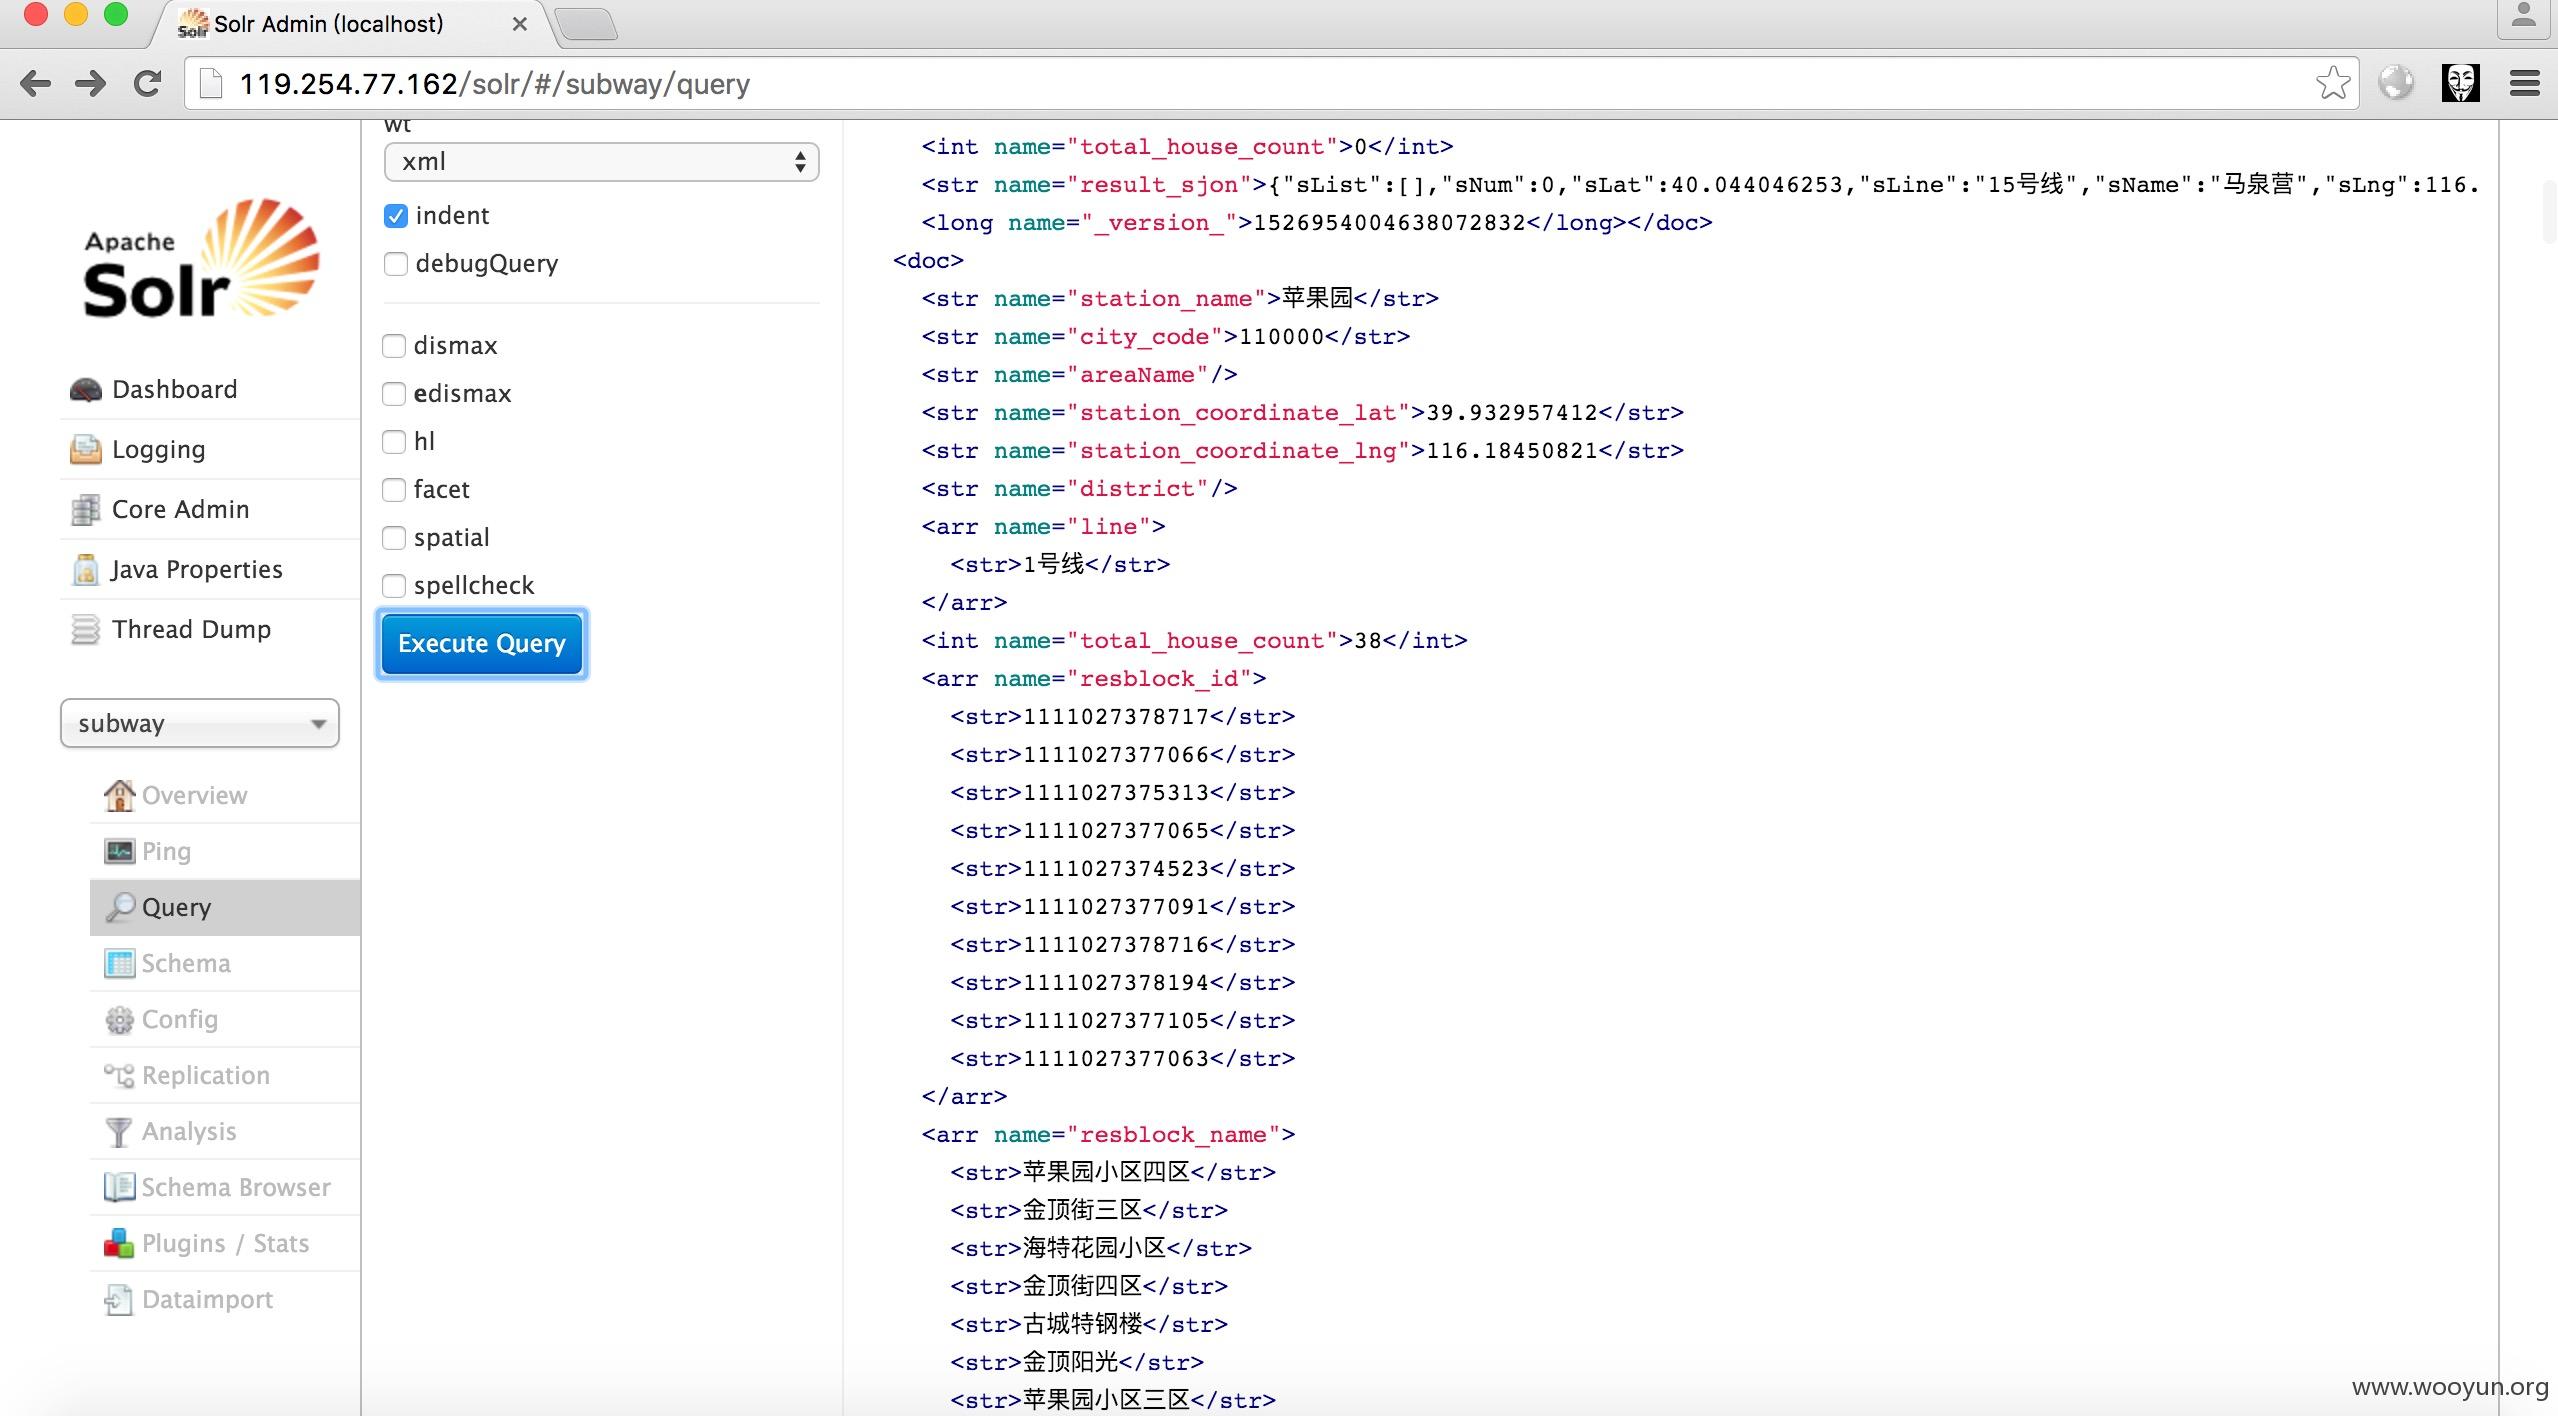 Solr Admin (localhost)
119.254.77.162/solr/#/subway/query
Apache
Solr
Dashboard
Logging
Core Admin
Java Properties
Thread Dump
subway
Overview
Ping
Query
Schema
Config
Replication
Analysis
Schema Browser
Plugins / Stats
Dataimport
wt
xml
indent
debugQuery
dismax
edismax
hl
facet
spatial
spellcheck
Execute Query
<int name="total_house_count">0</int>
<str name="result_sjon">{"sList":[],"sNum":0,"sLat":40.044046253,"sLine":"15号线","sName":"马泉营","sLng":116.
<long name="_version_">1526954004638072832</long></doc>
<doc>
<str name="station_name">苹果园</str>
<str name="city_code">110000</str>
<str name="areaName"/>
<str name="station_coordinate_lat">39.932957412</str>
<str name="station_coordinate_lng">116.18450821</str>
<str name="district"/>
<arr name="line">
<str>1号线</str>
</arr>
<int name="total_house_count">38</int>
<arr name="resblock_id">
<str>1111027378717</str>
<str>1111027377066</str>
<str>1111027375313</str>
<str>1111027377065</str>
<str>1111027374523</str>
<str>1111027377091</str>
<str>1111027378716</str>
<str>1111027378194</str>
<str>1111027377105</str>
<str>1111027377063</str>
</arr>
<arr name="resblock_name">
<str>苹果园小区四区</str>
<str>金顶街三区</str>
<str>海特花园小区</str>
<str>金顶街四区</str>
<str>古城特钢楼</str>
<str>金顶阳光</str>
<str>苹果园小区三区</str>
www.wooyun.org